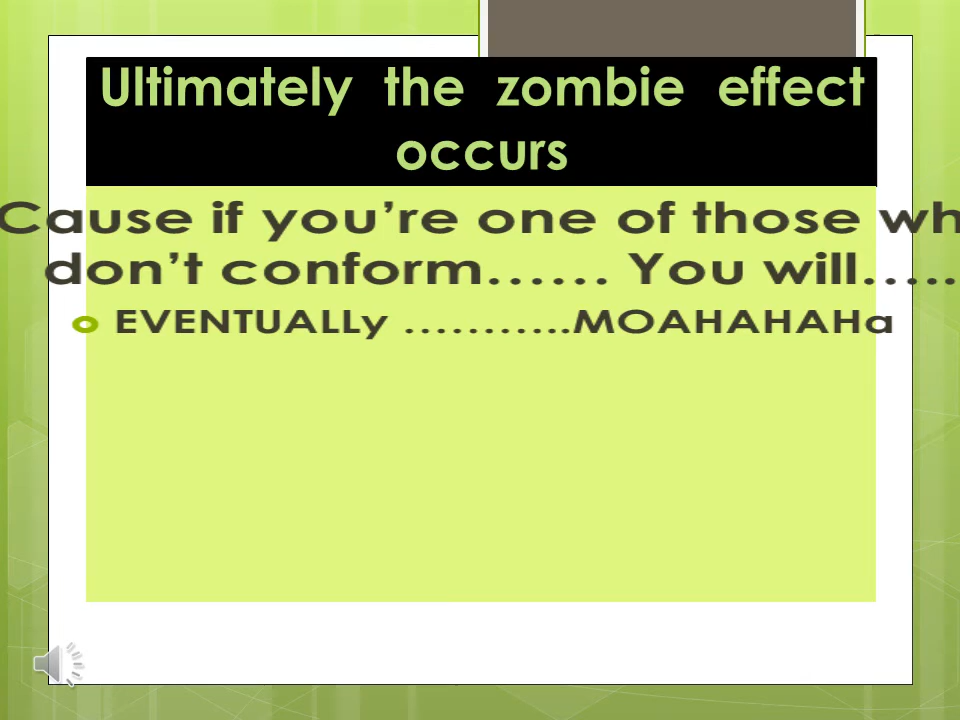 Ultimately the zombie effect
occurs
Cause if you're one of those wh
don't conform…… You will…..
EVENTUALLy ………..MOAHAHAHa